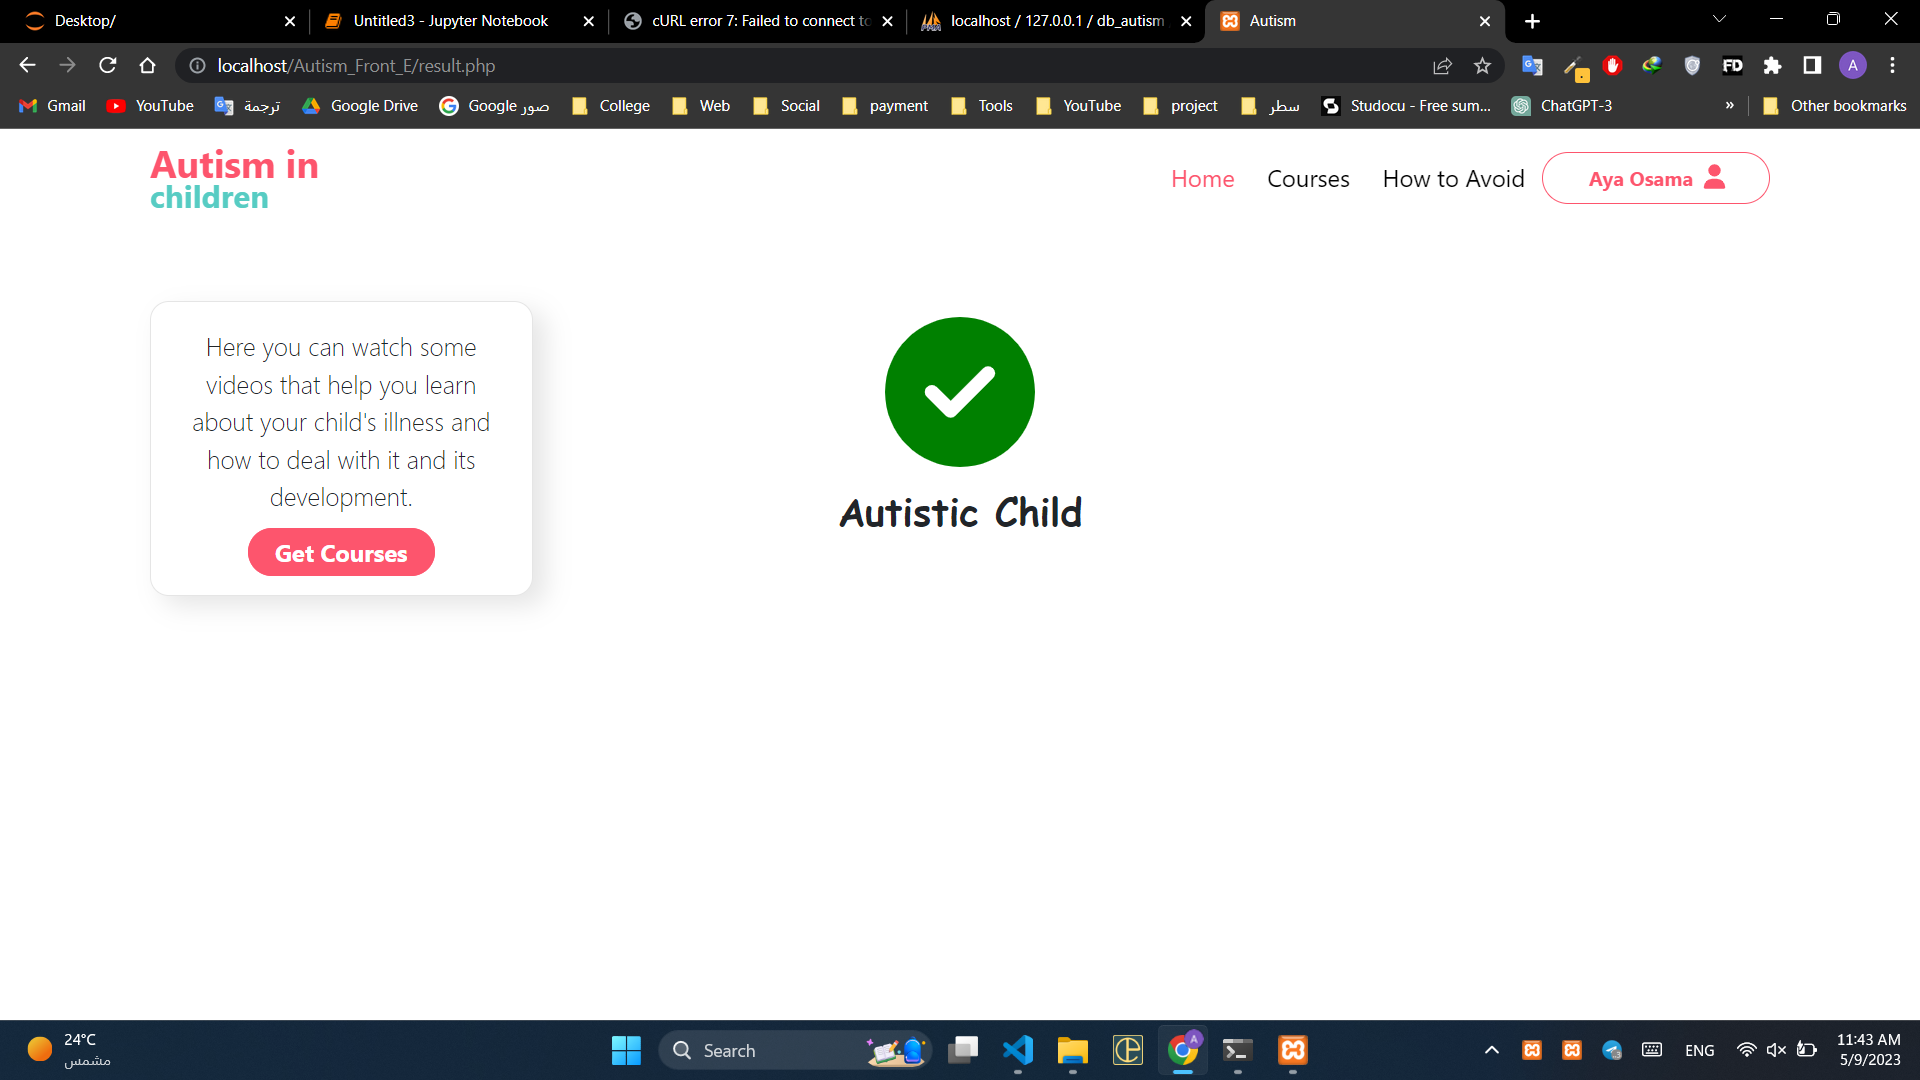 Desktop/
Untitled3 - Jupyter Notebook
cURL error 7: Failed to connect to
localhost / 127.0.0.1 / db_autism
Autism
localhost/Autism_Front_E/result.php
FD
A
Gmail
YouTube
ترجمة
Google Drive
Google صور
College
Web
Social
payment
Tools
YouTube
project
سطر
Studocu - Free sum...
ChatGPT-3
»
Other bookmarks
Autism in
children
Home
Courses
How to Avoid
Aya Osama
Here you can watch some
videos that help you learn
about your child's illness and
how to deal with it and its
development.
Get Courses
Autistic Child
24°C
مشمس
Search
A
ENG
11:43 AM
5/9/2023